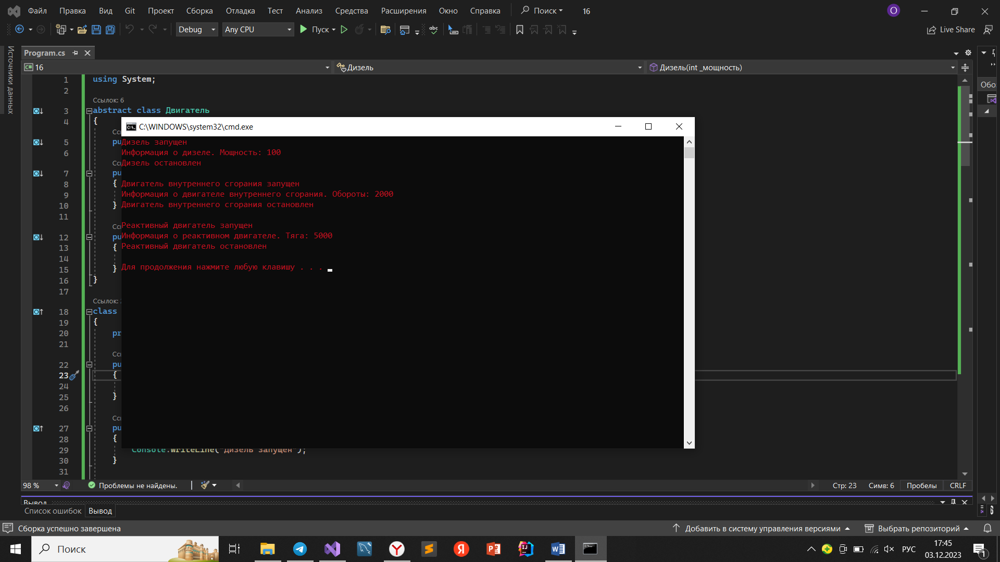 Файл Правка Вид Git Проект Сборка Отладка Тест Анализ Средства Расширения Окно Справка Поиск 16 O
Debug Any CPU Пуск abc Live Share
Источники данных
Program.cs
C# 16 Дизель Дизель(int _мощность)
Обо
1 using System;
2
Ссылок: 6
3 abstract class Двигатель
4 {
C:\WINDOWS\system32\cmd.exe
5 pu
6
7 pu
8 {
9
10 }
11
12 pu
13 {
14
15 }
16 }
17
Дизель запущен
Информация о дизеле. Мощность: 100
Дизель остановлен
Двигатель внутреннего сгорания запущен
Информация о двигателе внутреннего сгорания. Обороты: 2000
Двигатель внутреннего сгорания остановлен
Реактивный двигатель запущен
Информация о реактивном двигателе. Тяга: 5000
Реактивный двигатель остановлен
Для продолжения нажмите любую клавишу . . .
Ссылок:
18 class
19 {
20 pr
21
22 pu
23 {
24
25 }
26
27 pu
28 {
29 Console.WriteLine("Дизель запущен");
30 }
31
98 % Проблемы не найдены. Стр: 23 Симв: 6 Пробелы CRLF
Вывод
Список ошибок Вывод
Сборка успешно завершена Добавить в систему управления версиями Выбрать репозиторий
Поиск РУС 17:45
03.12.2023 1